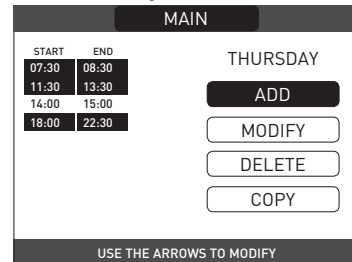 MAIN
START END
07:30 08:30
11:30 13:30
14:00 15:00
18:00 22:30
THURSDAY
ADD
MODIFY
DELETE
COPY
USE THE ARROWS TO MODIFY